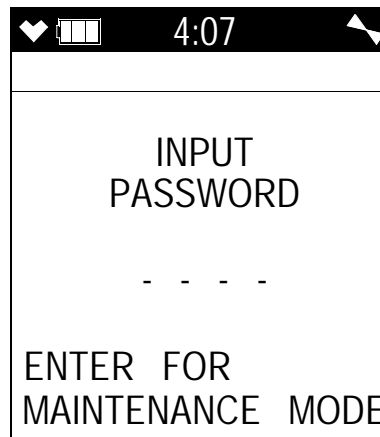 4:07
INPUT
PASSWORD
- - - -
ENTER FOR
MAINTENANCE MODE